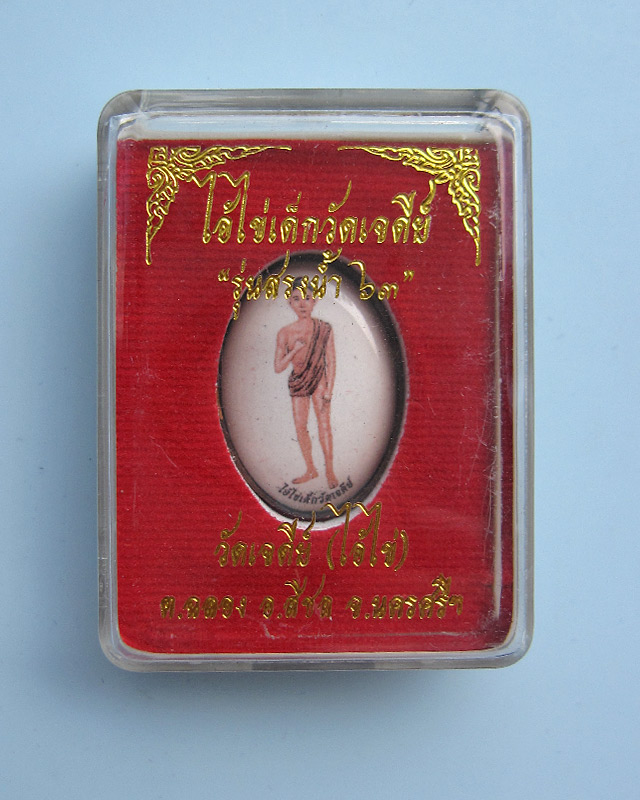 ไอ้ไข่เด็กวัดเจดีย์
"รุ่นสรงน้ำ ๖๓"
ไอ้ไข่เด็กวัดเจดีย์
วัดเจดีย์ (ไอ้ไข่)
ต.ฉลอง อ.สิชล จ.นครศรีฯ